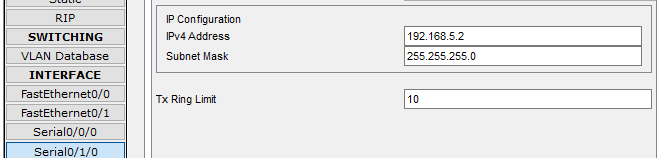 Static
RIP
SWITCHING
VLAN Database
INTERFACE
FastEthernet0/0
FastEthernet0/1
Serial0/0/0
Serial0/1/0
IP Configuration
IPv4 Address 192.168.5.2
Subnet Mask 255.255.255.0
Tx Ring Limit 10